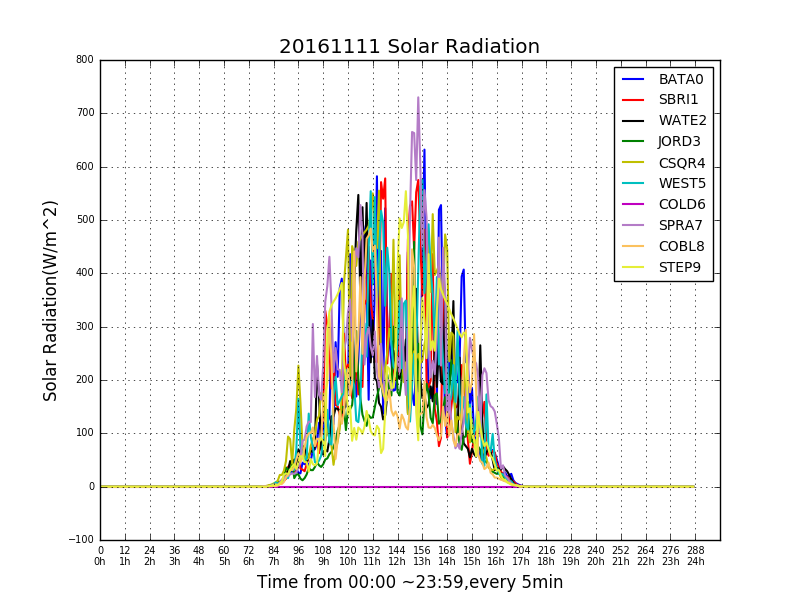 20161111 Solar Radiation
800
700
600
500
400
300
200
100
0
−100
Solar Radiation(W/m^2)
BATA0
SBRI1
WATE2
JORD3
CSQR4
WEST5
COLD6
SPRA7
COBL8
STEP9
0 12 24 36 48 60 72 84 96 108 120 132 144 156 168 180 192 204 216 228 240 252 264 276 288
0h 1h 2h 3h 4h 5h 6h 7h 8h 9h 10h 11h 12h 13h 14h 15h 16h 17h 18h 19h 20h 21h 22h 23h 24h
Time from 00:00 ~23:59,every 5min